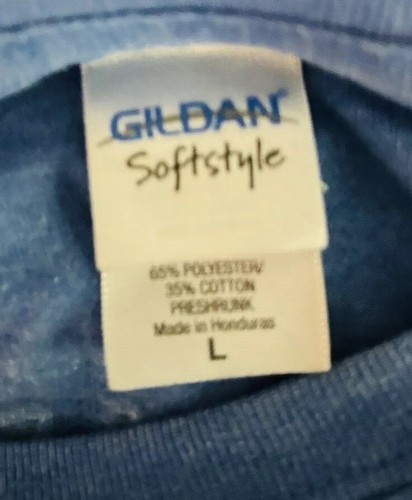 GILDAN®
Softstyle
65% POLYESTER/
35% COTTON
PRESHRUNK
Made in Honduras
L